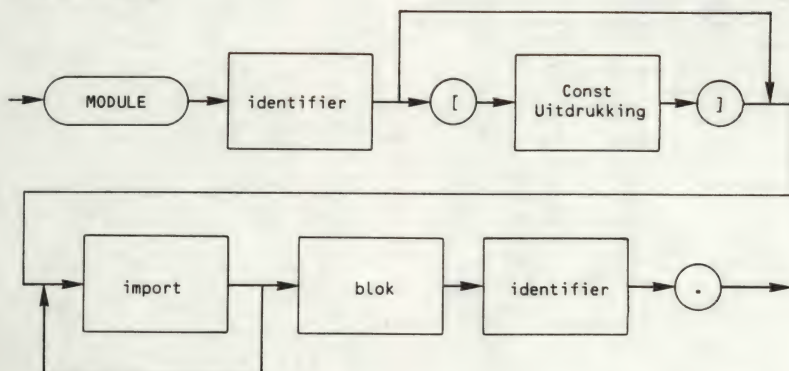 MODULE
identifier
[
Const
Uitdrukking
]
import
blok
identifier
.